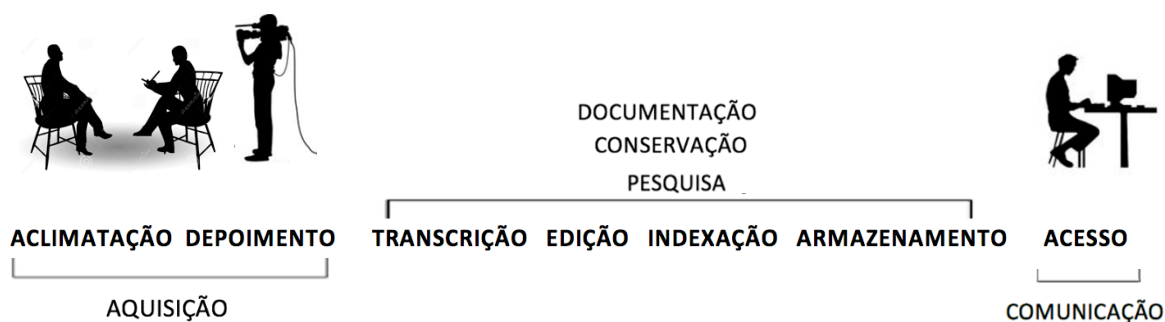 DOCUMENTAÇÃO
CONSERVAÇÃO
PESQUISA
ACLIMATAÇÃO DEPOIMENTO TRANSCRIÇÃO EDIÇÃO INDEXAÇÃO ARMAZENAMENTO ACESSO
AQUISIÇÃO COMUNICAÇÃO